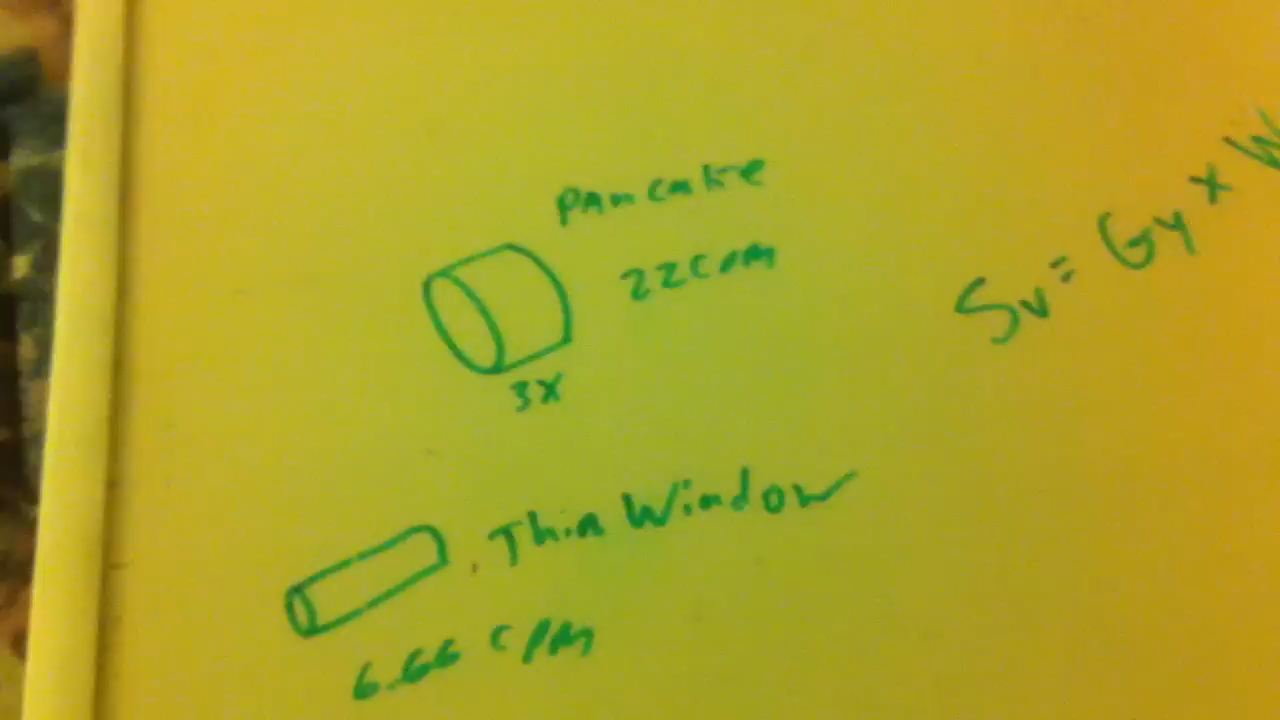 Pancake
22cpm
3X
Thin Window
6.66 cpm
Sv = Gy x W